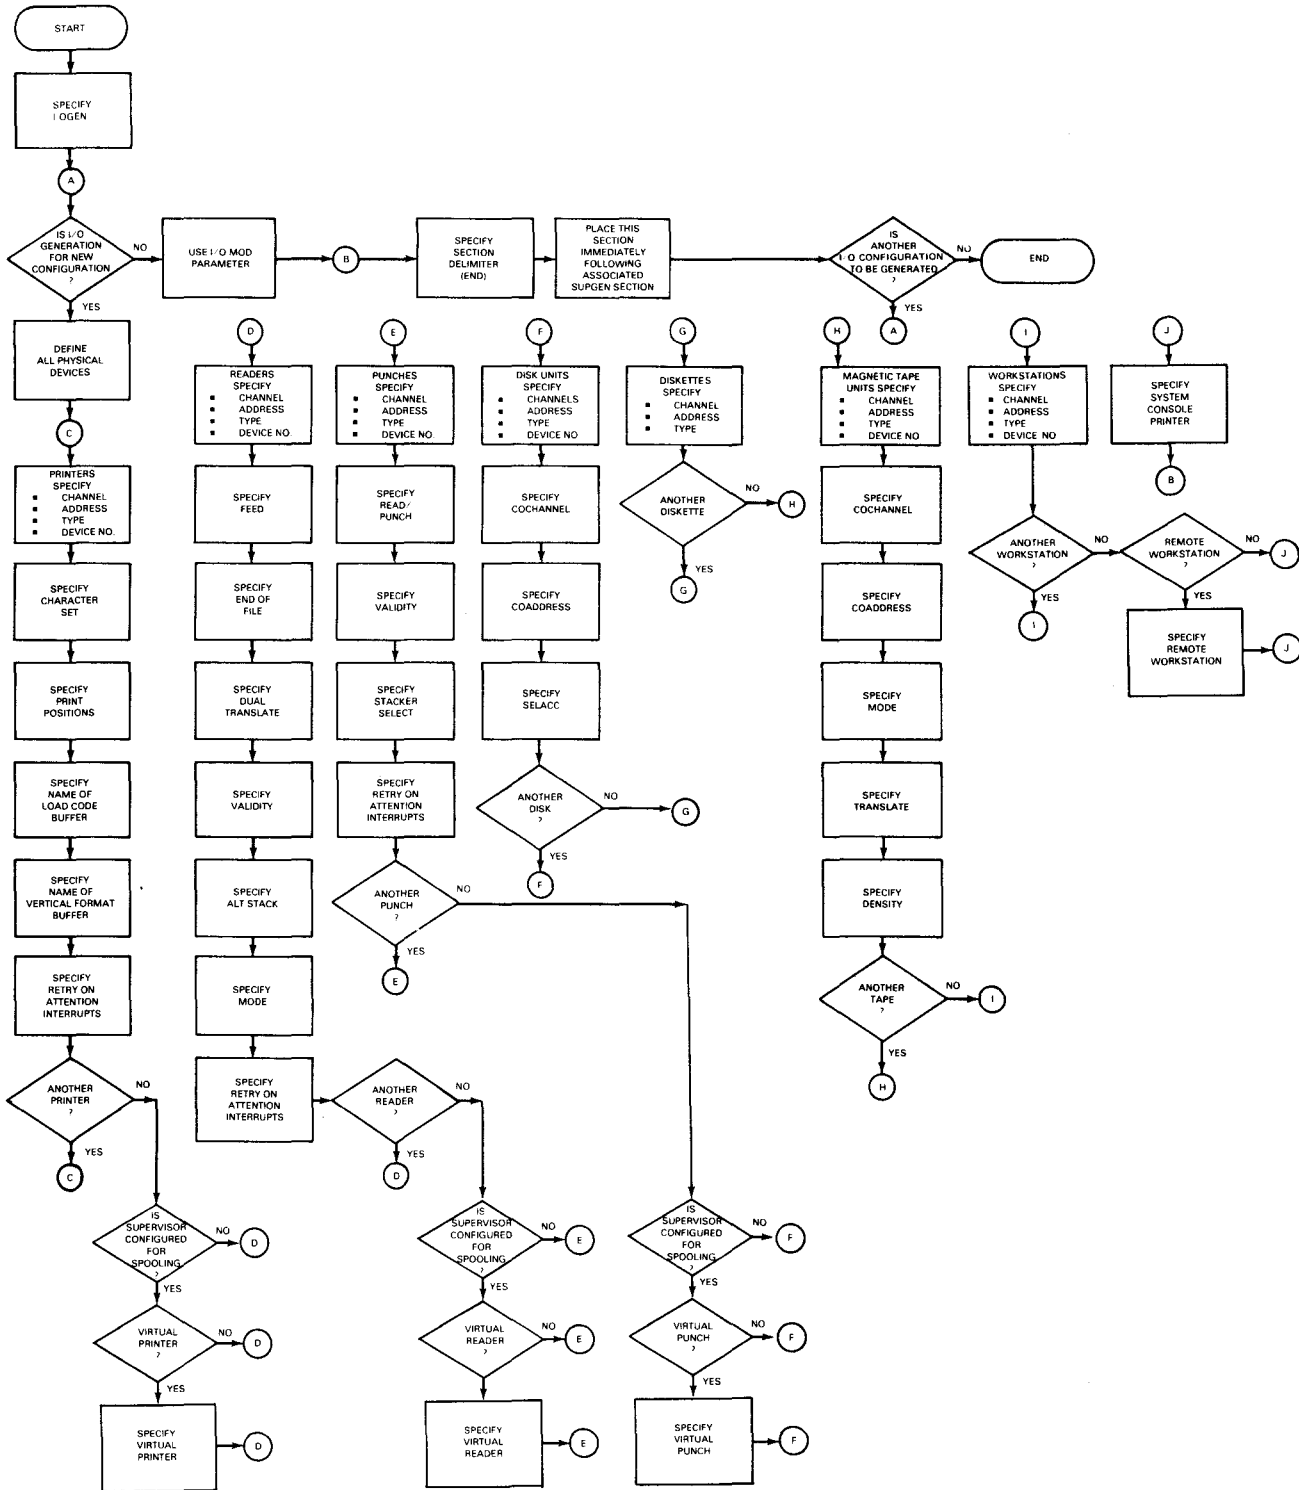 START
SPECIFY
I OGEN
A
IS I/O
GENERATION
FOR NEW
CONFIGURATION
?
NO
YES
USE I/O MOD
PARAMETER
B
SPECIFY
SECTION
DELIMITER
(END)
PLACE THIS
SECTION
IMMEDIATELY
FOLLOWING
ASSOCIATED
SUPGEN SECTION
IS
ANOTHER
I/O CONFIGURATION
TO BE GENERATED
?
NO
END
YES
A
DEFINE
ALL PHYSICAL
DEVICES
C
PRINTERS
SPECIFY
▪ CHANNEL
▪ ADDRESS
▪ TYPE
▪ DEVICE NO.
SPECIFY
CHARACTER
SET
SPECIFY
PRINT
POSITIONS
SPECIFY
NAME OF
LOAD CODE
BUFFER
SPECIFY
NAME OF
VERTICAL FORMAT
BUFFER
SPECIFY
RETRY ON
ATTENTION
INTERRUPTS
ANOTHER
PRINTER
?
NO
YES
C
IS
SUPERVISOR
CONFIGURED
FOR
SPOOLING
?
NO
D
YES
VIRTUAL
PRINTER
?
NO
D
YES
SPECIFY
VIRTUAL
PRINTER
D
D
READERS
SPECIFY
▪ CHANNEL
▪ ADDRESS
▪ TYPE
▪ DEVICE NO.
SPECIFY
FEED
SPECIFY
END OF
FILE
SPECIFY
DUAL
TRANSLATE
SPECIFY
VALIDITY
SPECIFY
ALT STACK
SPECIFY
MODE
SPECIFY
RETRY ON
ATTENTION
INTERRUPTS
ANOTHER
READER
?
NO
YES
D
IS
SUPERVISOR
CONFIGURED
FOR
SPOOLING
?
NO
E
YES
VIRTUAL
READER
?
NO
E
YES
SPECIFY
VIRTUAL
READER
E
E
PUNCHES
SPECIFY
▪ CHANNEL
▪ ADDRESS
▪ TYPE
▪ DEVICE NO.
SPECIFY
READ/
PUNCH
SPECIFY
VALIDITY
SPECIFY
STACKER
SELECT
SPECIFY
RETRY ON
ATTENTION
INTERRUPTS
ANOTHER
PUNCH
?
NO
YES
E
IS
SUPERVISOR
CONFIGURED
FOR
SPOOLING
?
NO
F
YES
VIRTUAL
PUNCH
?
NO
F
YES
SPECIFY
VIRTUAL
PUNCH
F
F
DISK UNITS
SPECIFY
▪ CHANNELS
▪ ADDRESS
▪ TYPE
▪ DEVICE NO.
SPECIFY
COCHANNEL
SPECIFY
COADDRESS
SPECIFY
SELACC
ANOTHER
DISK
?
NO
G
YES
F
G
DISKETTES
SPECIFY
▪ CHANNEL
▪ ADDRESS
▪ TYPE
ANOTHER
DISKETTE
NO
H
YES
G
H
MAGNETIC TAPE
UNITS SPECIFY
▪ CHANNEL
▪ ADDRESS
▪ TYPE
▪ DEVICE NO
SPECIFY
COCHANNEL
SPECIFY
COADDRESS
SPECIFY
MODE
SPECIFY
TRANSLATE
SPECIFY
DENSITY
ANOTHER
TAPE
?
NO
I
YES
H
I
WORKSTATIONS
SPECIFY
▪ CHANNEL
▪ ADDRESS
▪ TYPE
▪ DEVICE NO
ANOTHER
WORKSTATION
?
NO
YES
I
REMOTE
WORKSTATION
?
NO
J
YES
SPECIFY
REMOTE
WORKSTATION
J
J
SPECIFY
SYSTEM
CONSOLE
PRINTER
B